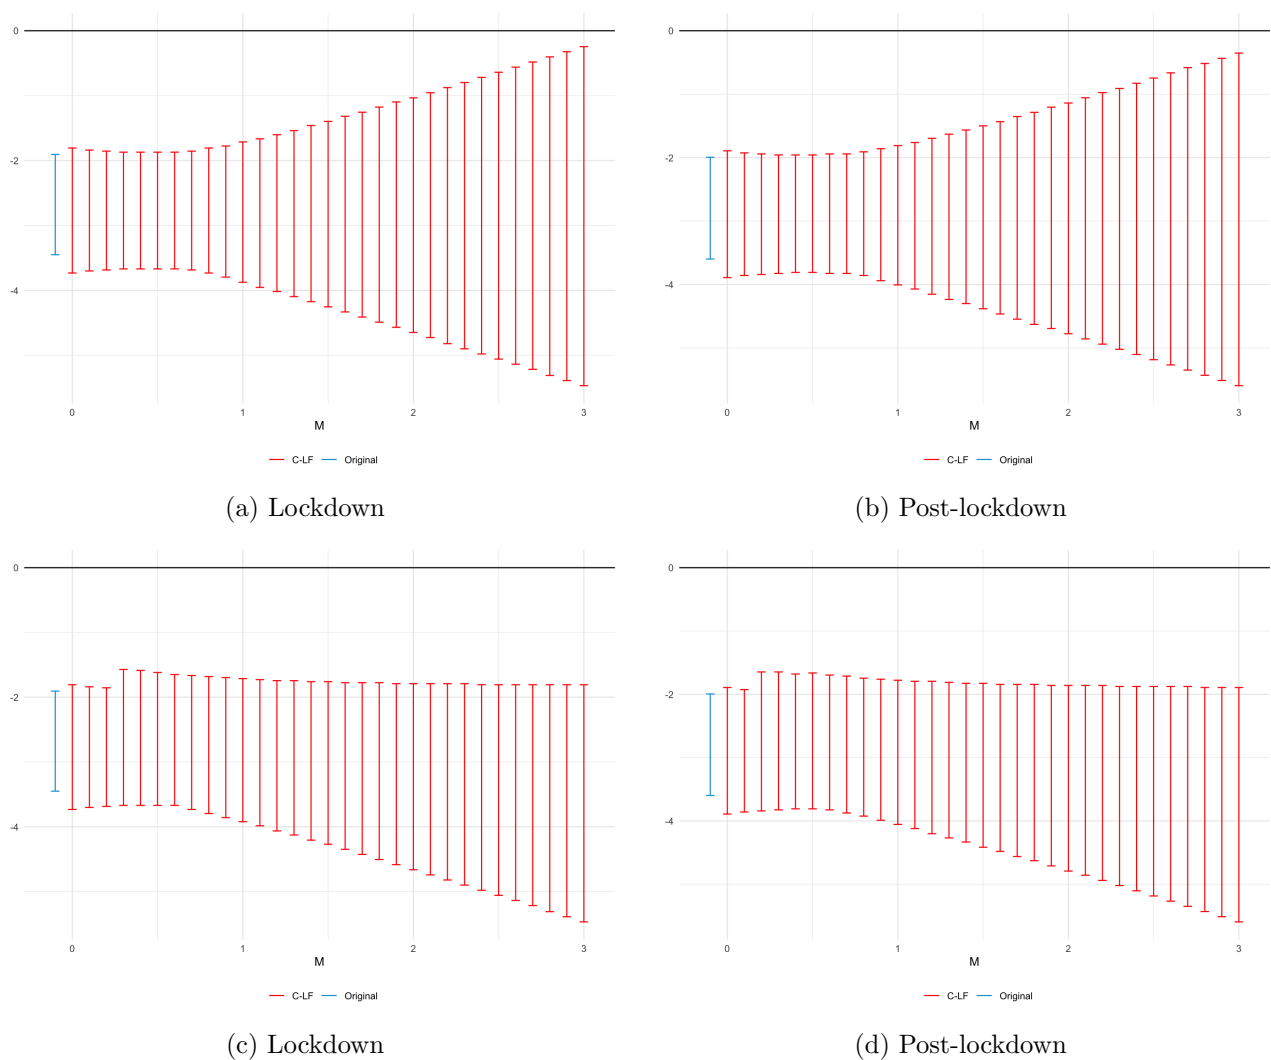 0
0
-2
-2
-4
-4
0 1 2 3
0 1 2 3
M
M
C-LF Original
C-LF Original
(a) Lockdown
(b) Post-lockdown
0
0
-2
-2
-4
-4
0 1 2 3
0 1 2 3
M
M
C-LF Original
C-LF Original
(c) Lockdown
(d) Post-lockdown